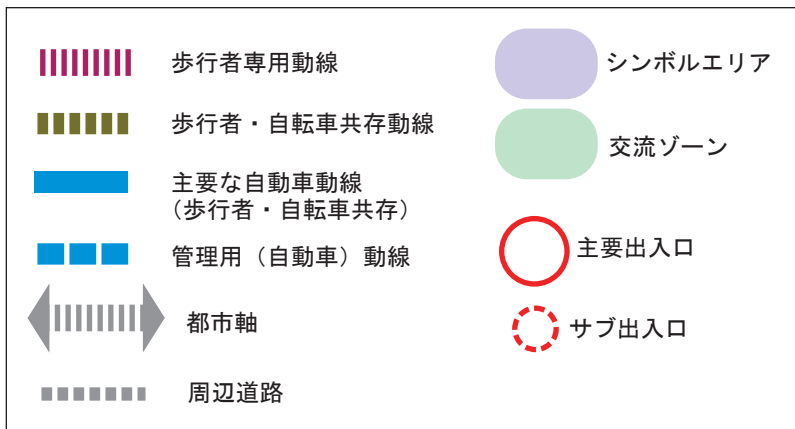 歩行者専用動線
歩行者・自転車共存動線
主要な自動車動線
(歩行者・自転車共存)
管理用（自動車）動線
都市軸
周辺道路
シンボルエリア
交流ゾーン
主要出入口
サブ出入口